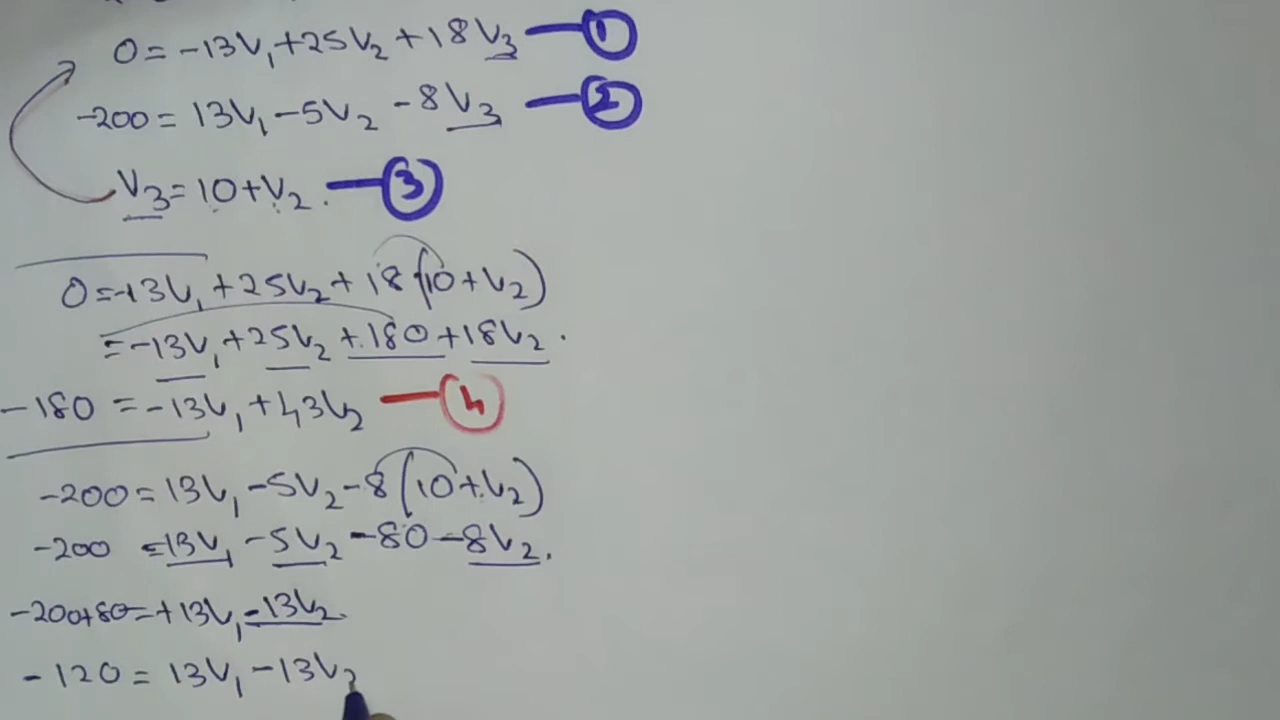 0 = -13V₁ + 25V₂ + 18V₃ — ①
-200 = 13V₁ - 5V₂ - 8V₃ — ②
V₃ = 10 + V₂. — ③
0 = -13V₁ + 25V₂ + 18(10 + V₂)
= -13V₁ + 25V₂ + 180 + 18V₂.
-180 = -13V₁ + 43V₂ — ④
-200 = 13V₁ - 5V₂ - 8(10 + V₂)
-200 = 13V₁ - 5V₂ - 80 - 8V₂.
-200+80 = +13V₁ - 13V₂.
-120 = 13V₁ - 13V₂